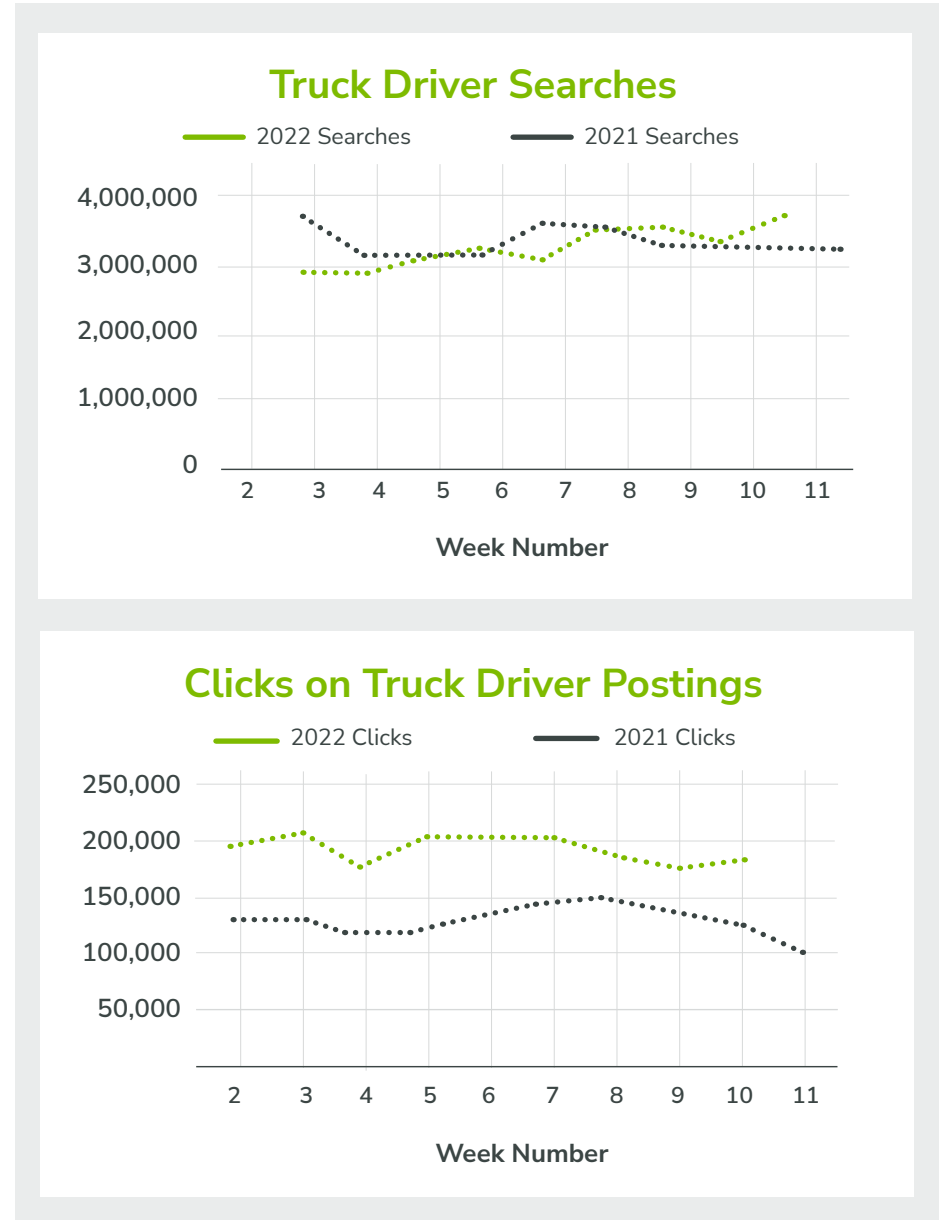 Truck Driver Searches
2022 Searches 2021 Searches
4,000,000
3,000,000
2,000,000
1,000,000
0
2 3 4 5 6 7 8 9 10 11
Week Number
Clicks on Truck Driver Postings
2022 Clicks 2021 Clicks
250,000
200,000
150,000
100,000
50,000
2 3 4 5 6 7 8 9 10 11
Week Number